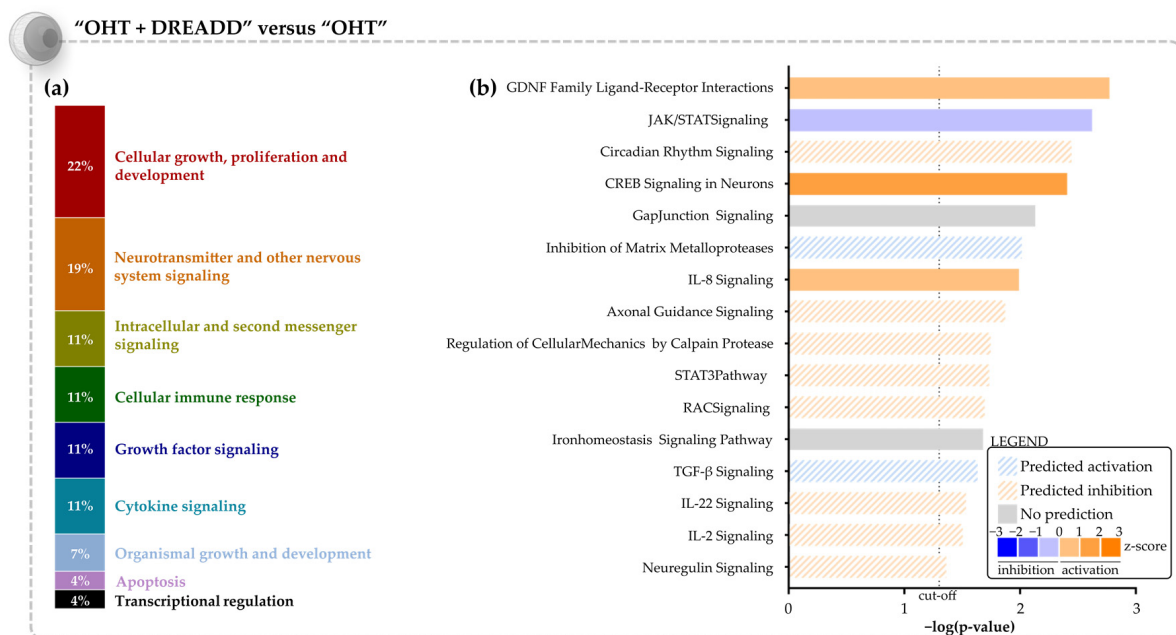 “OHT + DREADD” versus “OHT”
(a)
22%
Cellular growth, proliferation and
development
19%
Neurotransmitter and other nervous
system signaling
11%
Intracellular and second messenger
signaling
11%
Cellular immune response
11%
Growth factor signaling
11%
Cytokine signaling
7%
Organismal growth and development
4%
Apoptosis
4%
Transcriptional regulation
(b)
GDNF Family Ligand-Receptor Interactions
JAK/STATSignaling
Circadian Rhythm Signaling
CREB Signaling in Neurons
GapJunction Signaling
Inhibition of Matrix Metalloproteases
IL-8 Signaling
Axonal Guidance Signaling
Regulation of CellularMechanics by Calpain Protease
STAT3Pathway
RACSignaling
Ironhomeostasis Signaling Pathway
TGF-β Signaling
IL-22 Signaling
IL-2 Signaling
Neuregulin Signaling
cut-off
0 1 2 3
−log(p-value)
LEGEND
Predicted activation
Predicted inhibition
No prediction
−3 −2 −1 0 1 2 3
z-score
inhibition activation